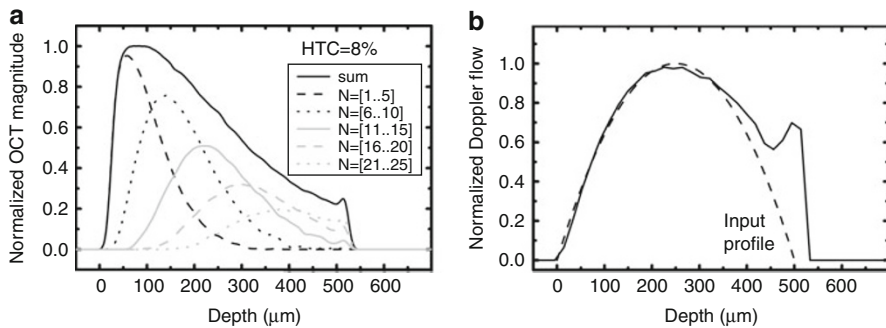 a
Normalized OCT magnitude
1.0
0.8
0.6
0.4
0.2
0.0
HTC=8%
sum
N=[1..5]
N=[6..10]
N=[11..15]
N=[16..20]
N=[21..25]
0 100 200 300 400 500 600
Depth (μm)
b
Normalized Doppler flow
1.0
0.8
0.6
0.4
0.2
0.0
Input
profile
0 100 200 300 400 500 600
Depth (μm)